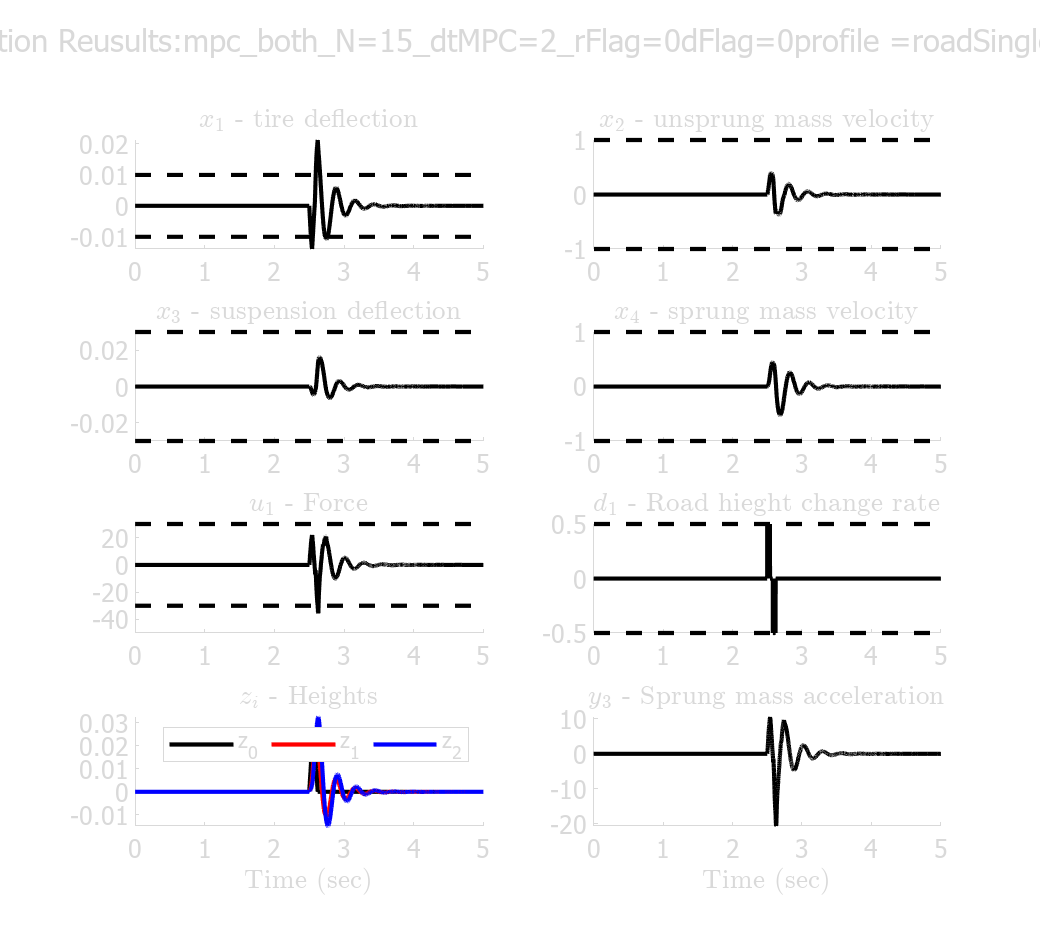 tion Reusults:mpc_both_N=15_dtMPC=2_rFlag=0dFlag=0profile =roadSingle
x₁ - tire deflection
0.02
0.01
0
-0.01
0 1 2 3 4 5
x₂ - unsprung mass velocity
1
0
-1
0 1 2 3 4 5
x₃ - suspension deflection
0.02
0
-0.02
0 1 2 3 4 5
x₄ - sprung mass velocity
1
0
-1
0 1 2 3 4 5
u₁ - Force
20
0
-20
-40
0 1 2 3 4 5
d₁ - Road hieght change rate
0.5
0
-0.5
0 1 2 3 4 5
zᵢ - Heights
0.03
0.02
0.01
0
-0.01
z₀ z₁ z₂
0 1 2 3 4 5
Time (sec)
y₃ - Sprung mass acceleration
10
0
-10
-20
0 1 2 3 4 5
Time (sec)